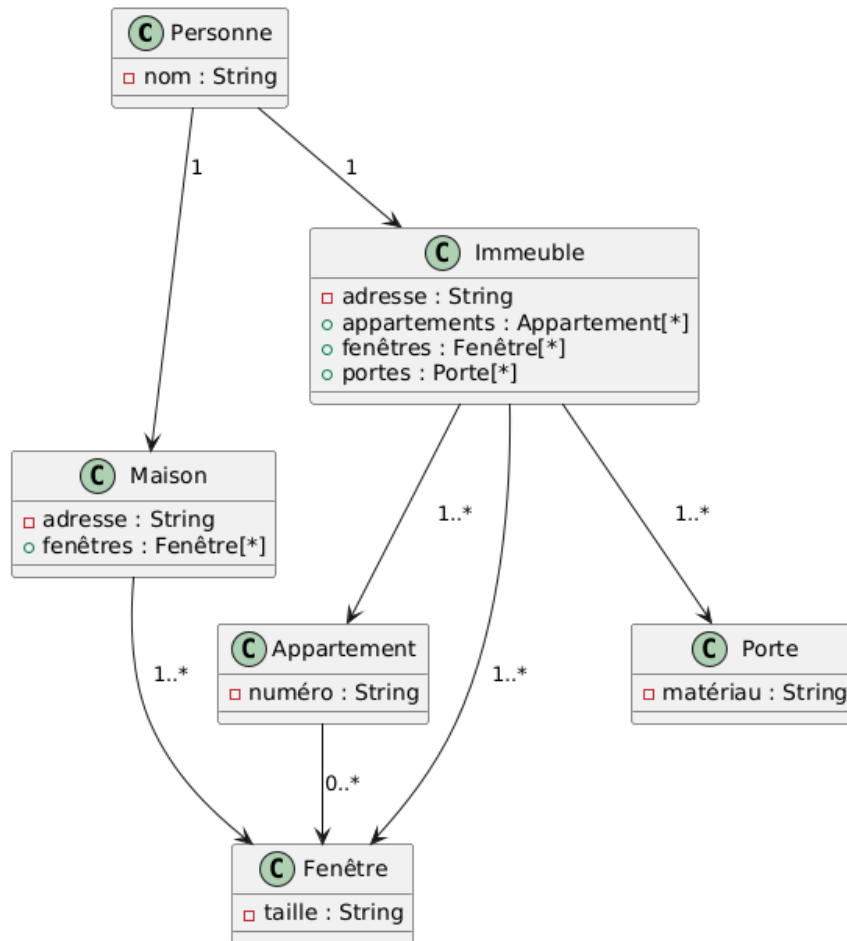 C Personne
nom : String
1
1
C Immeuble
adresse : String
appartements : Appartement[*]
fenêtres : Fenêtre[*]
portes : Porte[*]
C Maison
adresse : String
fenêtres : Fenêtre[*]
1..*
1..*
1..*
1..*
C Appartement
numéro : String
C Porte
matériau : String
0..*
C Fenêtre
taille : String